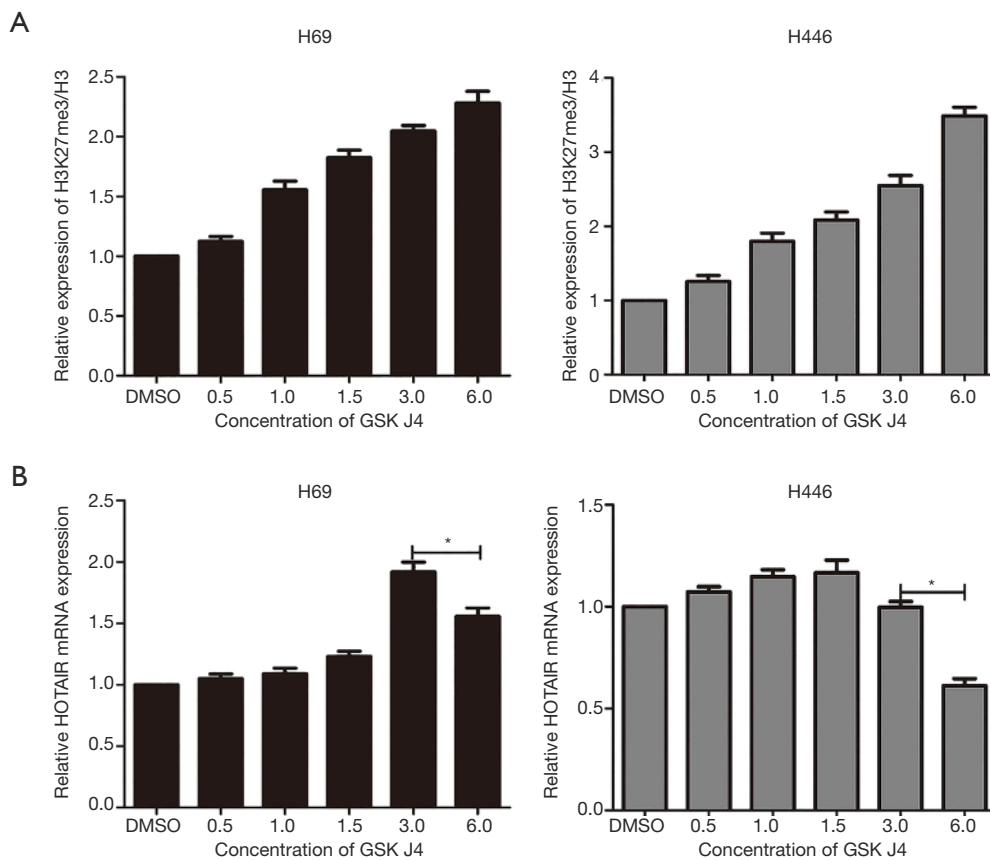 A
H69
Relative expression of H3K27me3/H3
2.5
2.0
1.5
1.0
0.5
0.0
DMSO 0.5 1.0 1.5 3.0 6.0
Concentration of GSK J4
H446
Relative expression of H3K27me3/H3
4
3
2
1
0
DMSO 0.5 1.0 1.5 3.0 6.0
Concentration of GSK J4
B
H69
Relative HOTAIR mRNA expression
2.5
2.0
1.5
1.0
0.5
0.0
*
DMSO 0.5 1.0 1.5 3.0 6.0
Concentration of GSK J4
H446
Relative HOTAIR mRNA expression
1.5
1.0
0.5
0.0
*
DMSO 0.5 1.0 1.5 3.0 6.0
Concentration of GSK J4